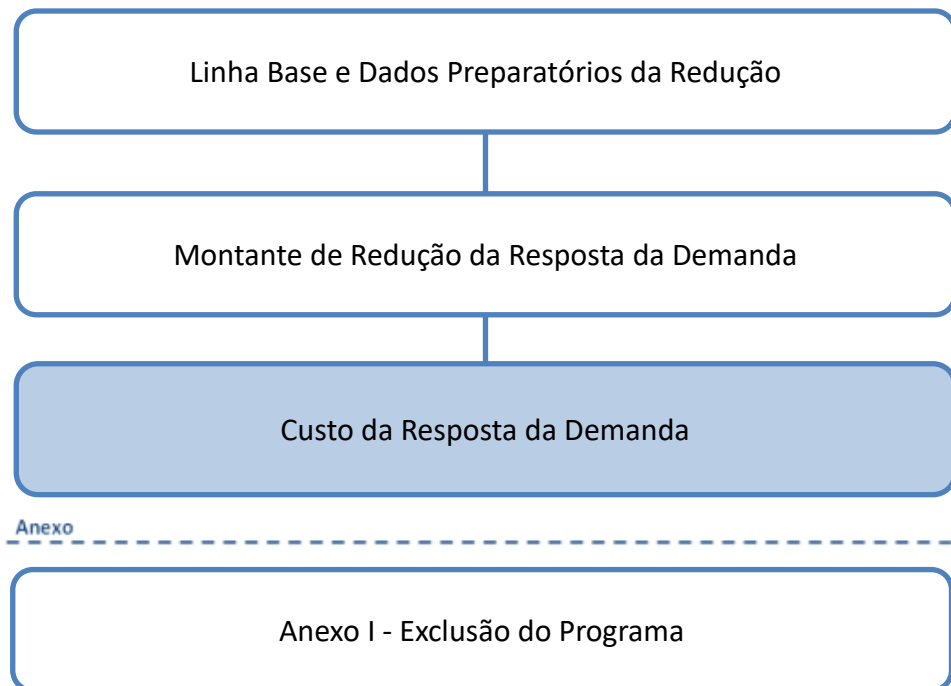 Linha Base e Dados Preparatórios da Redução
Montante de Redução da Resposta da Demanda
Custo da Resposta da Demanda
Anexo
Anexo I - Exclusão do Programa